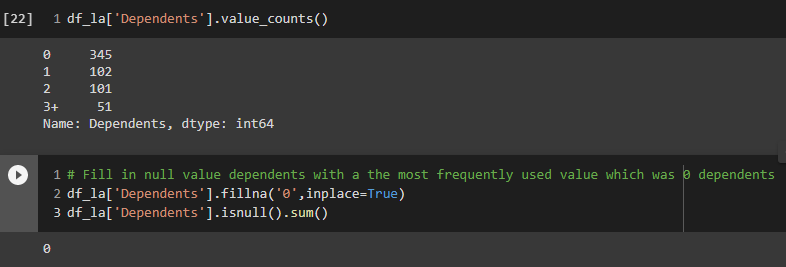 [22] 1 df_la['Dependents'].value_counts()
0 345
1 102
2 101
3+ 51
Name: Dependents, dtype: int64
1 # Fill in null value dependents with a the most frequently used value which was 0 dependents
2 df_la['Dependents'].fillna('0',inplace=True)
3 df_la['Dependents'].isnull().sum()
0